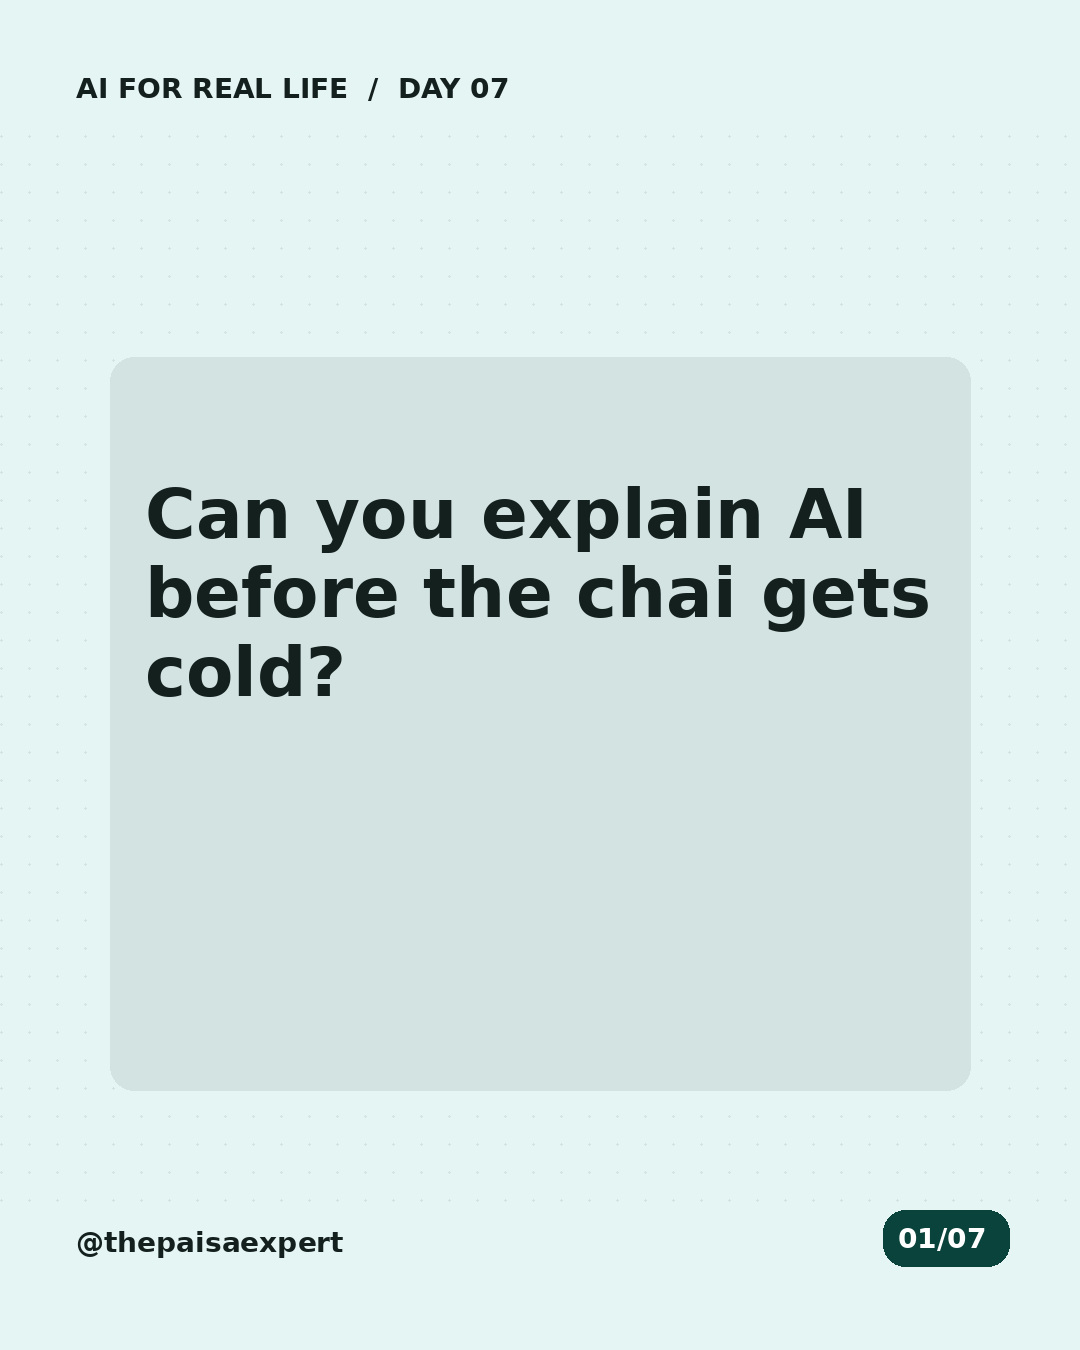 AI FOR REAL LIFE / DAY 07
Can you explain AI
before the chai gets
cold?
@thepaisaexpert
01/07